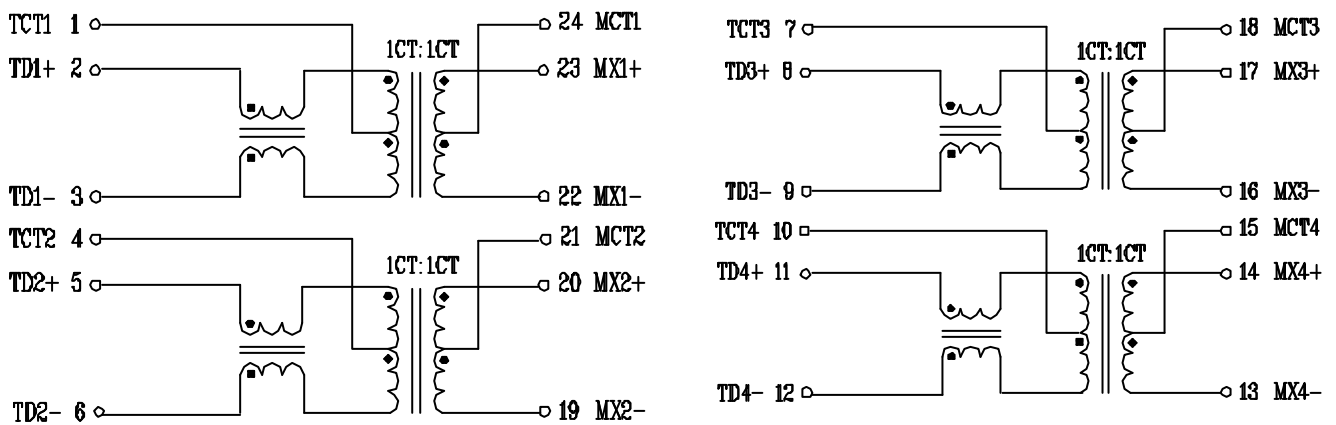 TCT1 1
24 MCT1
1CT:1CT
TD1+ 2
23 MX1+
TD1- 3
22 MX1-
TCT2 4
21 MCT2
1CT:1CT
TD2+ 5
20 MX2+
TD2- 6
19 MX2-
TCT3 7
18 MCT3
1CT:1CT
TD3+ 8
17 MX3+
TD3- 9
16 MX3-
TCT4 10
15 MCT4
1CT:1CT
TD4+ 11
14 MX4+
TD4- 12
13 MX4-